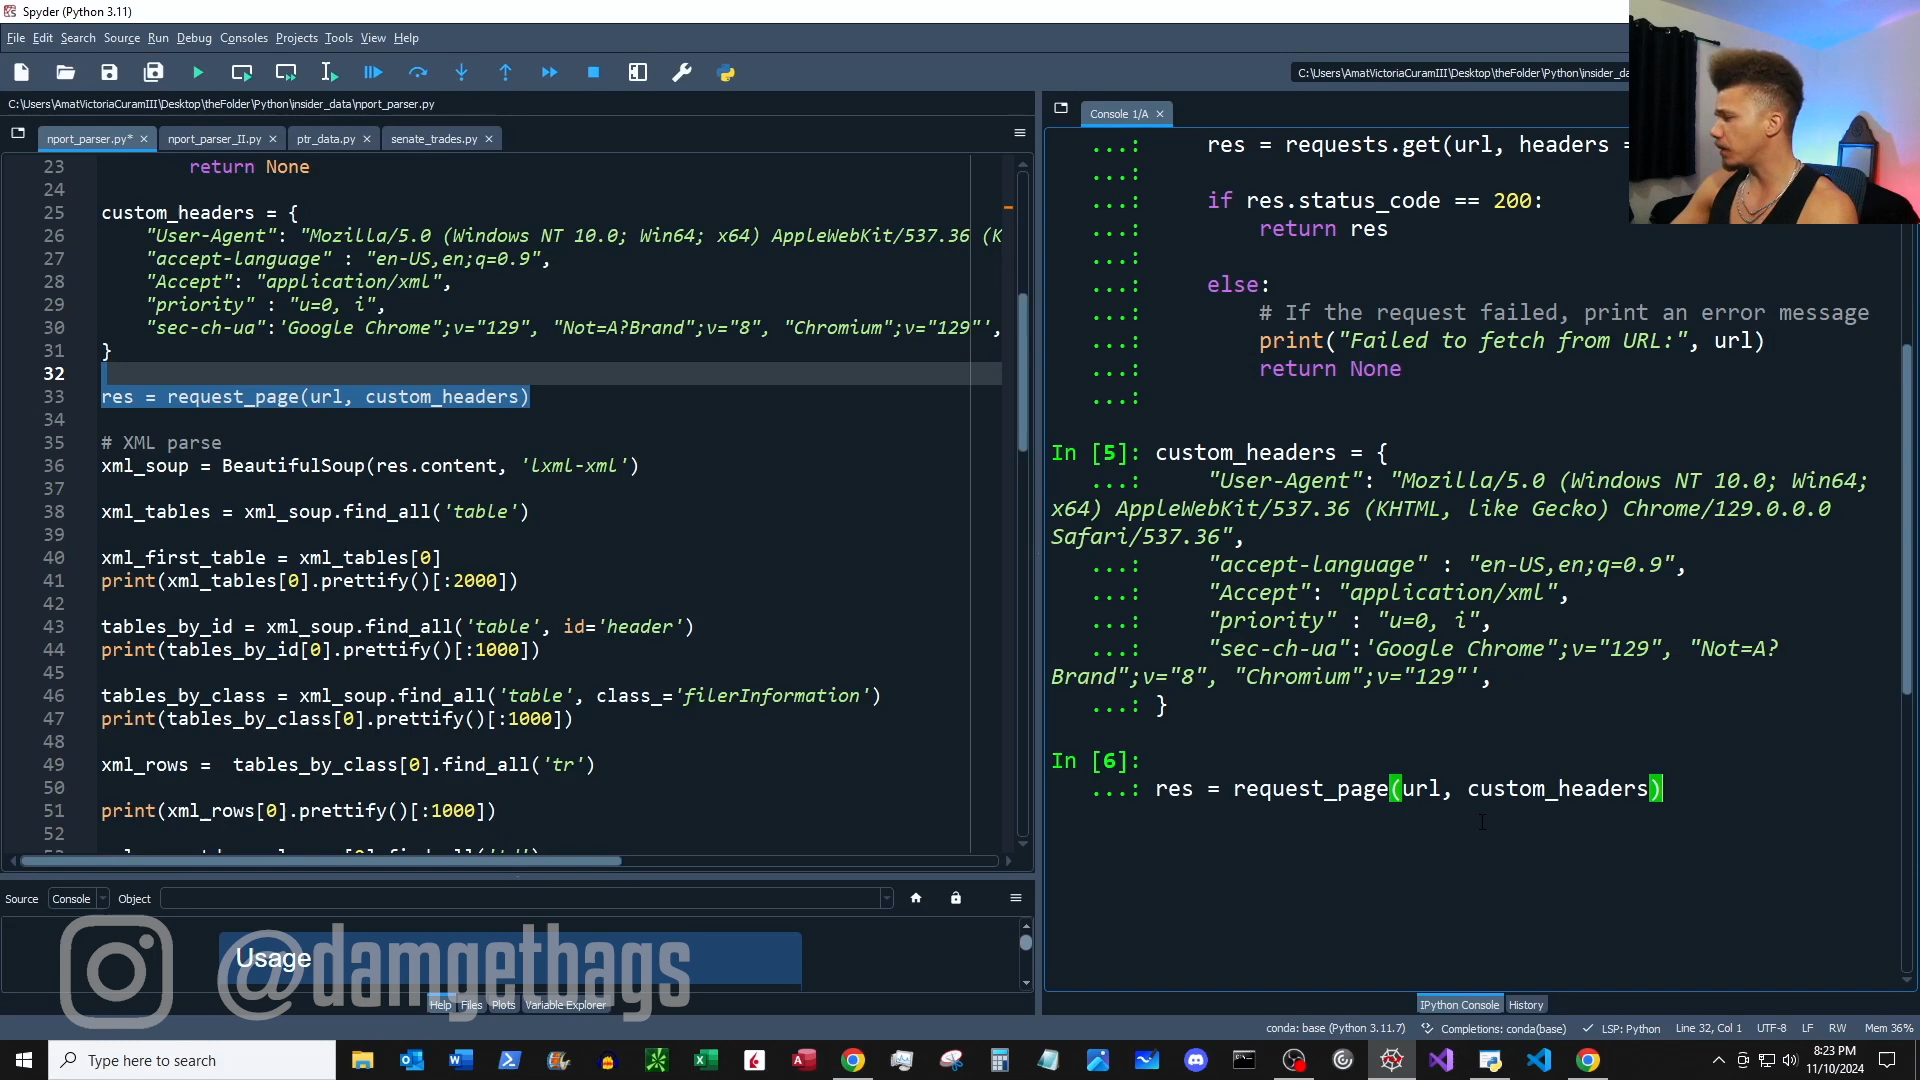 Spyder (Python 3.11)
File Edit Search Source Run Debug Consoles Projects Tools View Help
C:\Users\AmatVictoriaCuramIII\Desktop\theFolder\Python\insider_data
C:\Users\AmatVictoriaCuramIII\Desktop\theFolder\Python\insider_data\nport_parser.py
nport_parser.py*
nport_parser_II.py
ptr_data.py
senate_trades.py
23 return None
24
25 custom_headers = {
26 "User-Agent": "Mozilla/5.0 (Windows NT 10.0; Win64; x64) AppleWebKit/537.36 (K
27 "accept-language" : "en-US,en;q=0.9",
28 "Accept": "application/xml",
29 "priority" : "u=0, i",
30 "sec-ch-ua":'Google Chrome";v="129", "Not=A?Brand";v="8", "Chromium";v="129"',
31 }
32
33 res = request_page(url, custom_headers)
34
35 # XML parse
36 xml_soup = BeautifulSoup(res.content, 'lxml-xml')
37
38 xml_tables = xml_soup.find_all('table')
39
40 xml_first_table = xml_tables[0]
41 print(xml_tables[0].prettify()[:2000])
42
43 tables_by_id = xml_soup.find_all('table', id='header')
44 print(tables_by_id[0].prettify()[:1000])
45
46 tables_by_class = xml_soup.find_all('table', class_='filerInformation')
47 print(tables_by_class[0].prettify()[:1000])
48
49 xml_rows =  tables_by_class[0].find_all('tr')
50
51 print(xml_rows[0].prettify()[:1000])
52
Source Console Object
Usage
@damgetbags
Help Files Plots Variable Explorer
Console 1/A
...: res = requests.get(url, headers =
...:
...: if res.status_code == 200:
...: return res
...:
...: else:
...: # If the request failed, print an error message
...: print("Failed to fetch from URL:", url)
...: return None
...:
In [5]: custom_headers = {
...: "User-Agent": "Mozilla/5.0 (Windows NT 10.0; Win64;
x64) AppleWebKit/537.36 (KHTML, like Gecko) Chrome/129.0.0.0
Safari/537.36",
...: "accept-language" : "en-US,en;q=0.9",
...: "Accept": "application/xml",
...: "priority" : "u=0, i",
...: "sec-ch-ua":'Google Chrome";v="129", "Not=A?
Brand";v="8", "Chromium";v="129"',
...: }
In [6]:
...: res = request_page(url, custom_headers)
IPython Console History
conda: base (Python 3.11.7) Completions: conda(base) LSP: Python Line 32, Col 1 UTF-8 LF RW Mem 36%
Type here to search
8:23 PM
11/10/2024